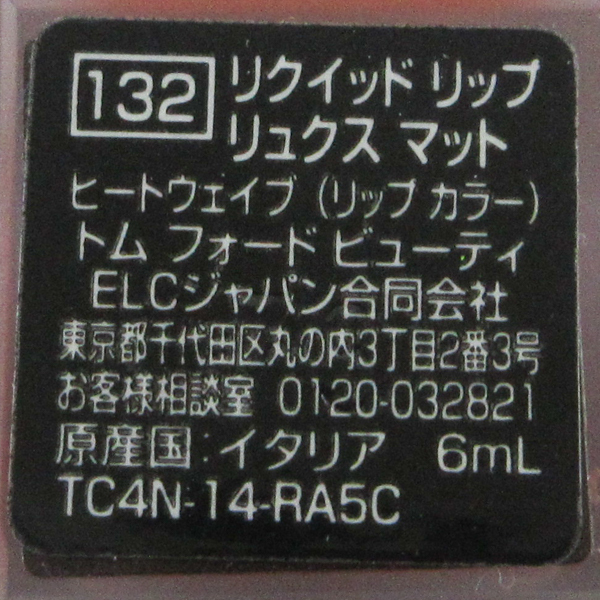 132 リクイッド リップ
リュクス マット
ヒートウェイブ (リップ カラー)
トム フォード ビューティ
ELCジャパン合同会社
東京都千代田区丸の内3丁目2番3号
お客様相談室 0120-032821
原産国:イタリア 6mL
TC4N-14-RA5C